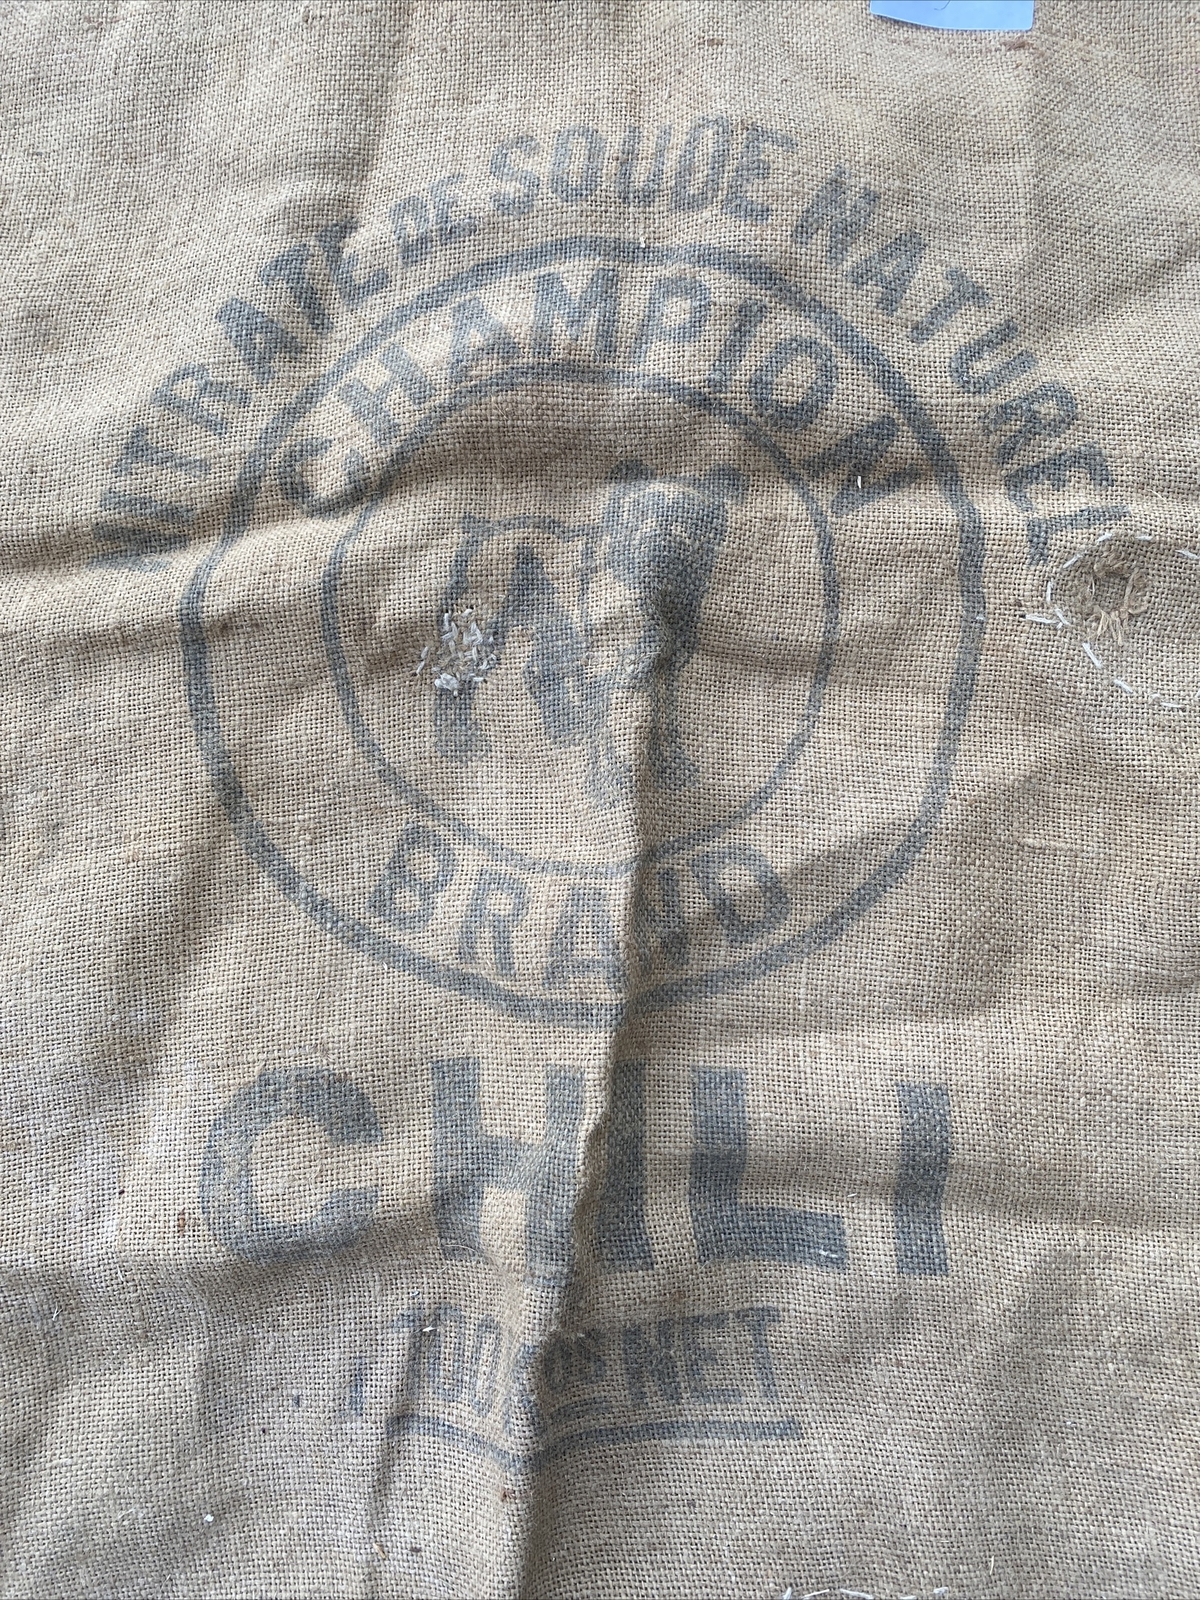 NITRATE DE SOUDE NATUREL
CHAMPION
BRAND
CHILI
100 KG NET